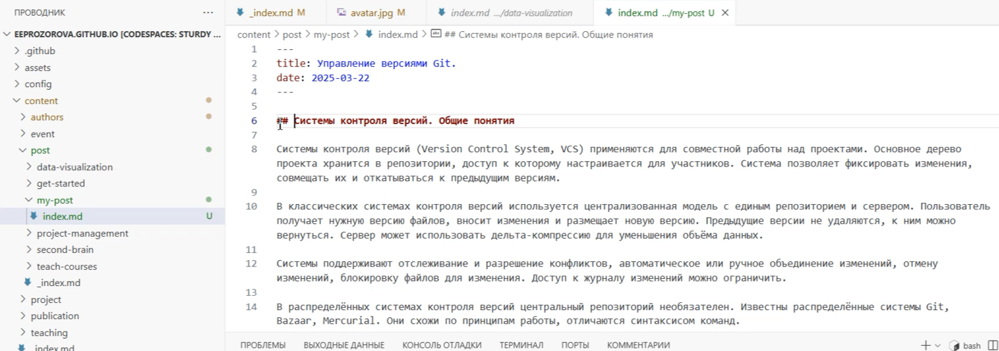 ПРОВОДНИК ...
EEPROZOROVA.GITHUB.IO [CODESPACES: STURDY ...
.github
assets
config
content
authors
event
post
data-visualization
get-started
my-post
index.md U
project-management
second-brain
teach-courses
_index.md
project
publication
teaching
_index.md
_index.md M
avatar.jpg M
index.md .../data-visualization
index.md .../my-post U
content > post > my-post > index.md > ## Системы контроля версий. Общие понятия
1 ---
2 title: Управление версиями Git.
3 date: 2025-03-22
4 ---
5
6 ## Системы контроля версий. Общие понятия
7
8 Системы контроля версий (Version Control System, VCS) применяются для совместной работы над проектами. Основное дерево
проекта хранится в репозитории, доступ к которому настраивается для участников. Система позволяет фиксировать изменения,
совмещать их и откатываться к предыдущим версиям.
9
10 В классических системах контроля версий используется централизованная модель с единым репозиторием и сервером. Пользователь
получает нужную версию файлов, вносит изменения и размещает новую версию. Предыдущие версии не удаляются, к ним можно
вернуться. Сервер может использовать дельта-компрессию для уменьшения объёма данных.
11
12 Системы поддерживают отслеживание и разрешение конфликтов, автоматическое или ручное объединение изменений, отмену
изменений, блокировку файлов для изменения. Доступ к журналу изменений можно ограничить.
13
14 В распределённых системах контроля версий центральный репозиторий необязателен. Известны распределённые системы Git,
Bazaar, Mercurial. Они схожи по принципам работы, отличаются синтаксисом команд.
ПРОБЛЕМЫ ВЫХОДНЫЕ ДАННЫЕ КОНСОЛЬ ОТЛАДКИ ТЕРМИНАЛ ПОРТЫ КОММЕНТАРИИ
bash